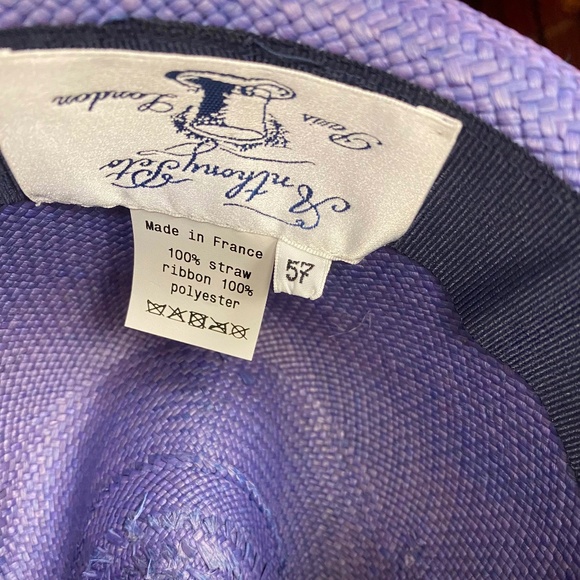 Anthony Peto
Paris London
Made in France
100% straw
ribbon 100%
polyester
57